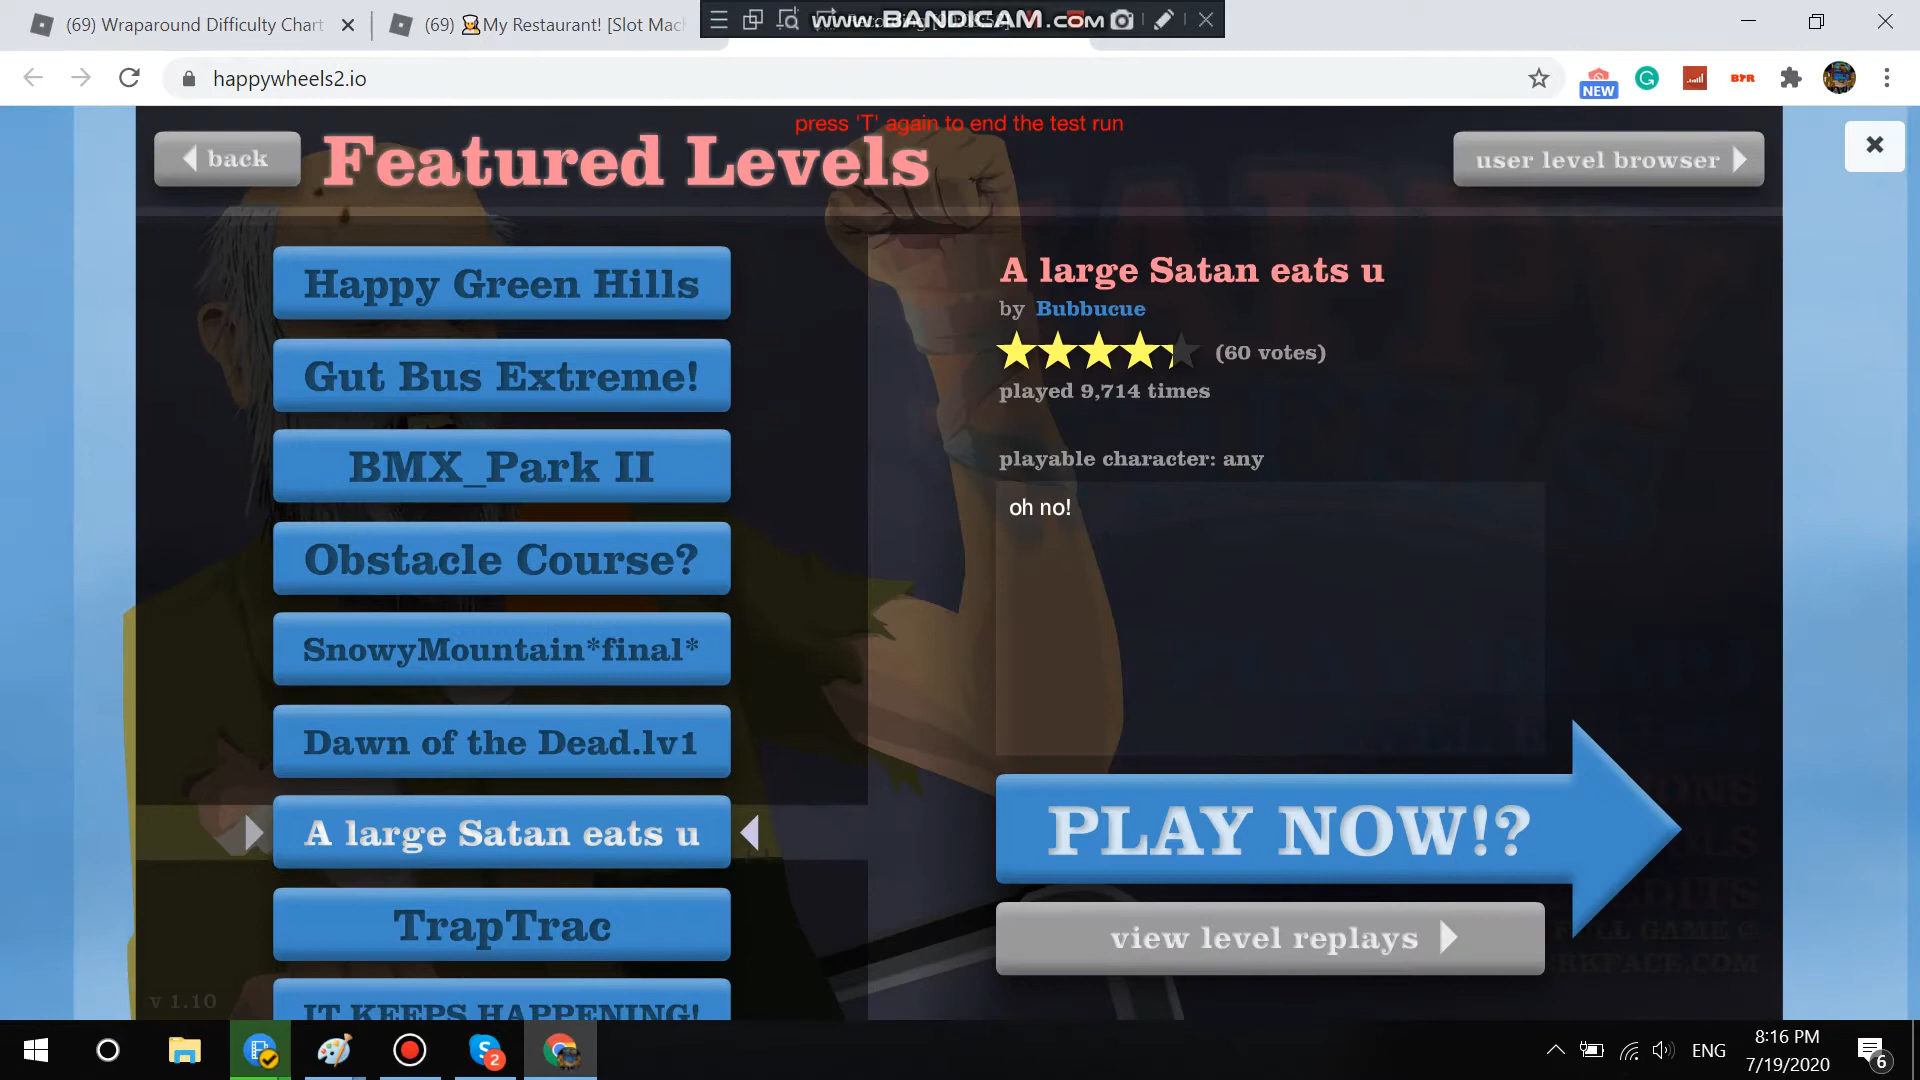 (69) Wraparound Difficulty Chart
(69) My Restaurant! [Slot Mac
www.BANDICAM.com
happywheels2.io
NEW
BTR
press 'T' again to end the test run
back
Featured Levels
user level browser
Happy Green Hills
Gut Bus Extreme!
BMX_Park II
Obstacle Course?
SnowyMountain*final*
Dawn of the Dead.lv1
A large Satan eats u
TrapTrac
IT KEEPS HAPPENING!
v 1.10
A large Satan eats u
by Bubbucue
(60 votes)
played 9,714 times
playable character: any
oh no!
PLAY NOW!?
view level replays
2
ENG
8:16 PM
7/19/2020
6